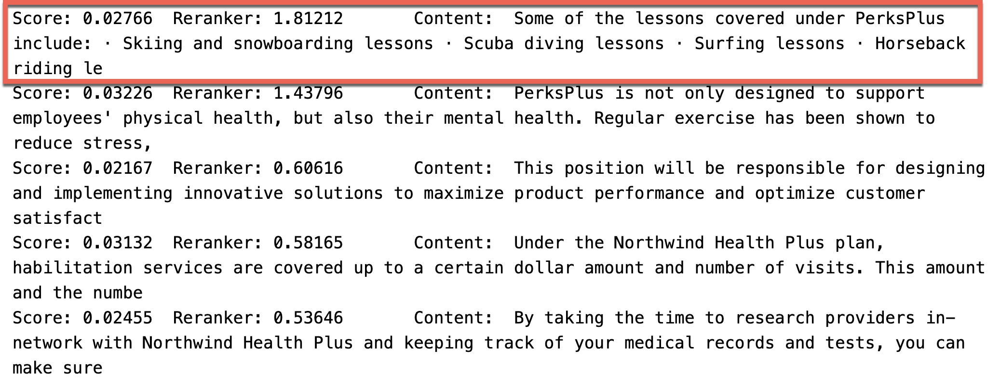 Score: 0.02766  Reranker: 1.81212       Content:  Some of the lessons covered under PerksPlus
include: · Skiing and snowboarding lessons · Scuba diving lessons · Surfing lessons · Horseback
riding le
Score: 0.03226  Reranker: 1.43796       Content:  PerksPlus is not only designed to support
employees' physical health, but also their mental health. Regular exercise has been shown to
reduce stress,
Score: 0.02167  Reranker: 0.60616       Content:  This position will be responsible for designing
and implementing innovative solutions to maximize product performance and optimize customer
satisfact
Score: 0.03132  Reranker: 0.58165       Content:  Under the Northwind Health Plus plan,
habilitation services are covered up to a certain dollar amount and number of visits. This amount
and the numbe
Score: 0.02455  Reranker: 0.53646       Content:  By taking the time to research providers in-
network with Northwind Health Plus and keeping track of your medical records and tests, you can
make sure